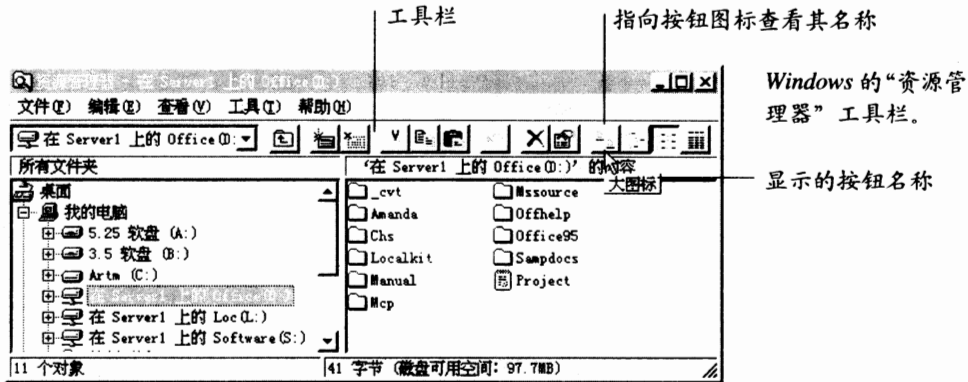 工具栏
指向按钮图标查看其名称
资源管理器 - 在 Server1 上的 Office(D:)
Windows 的“资源管
理器”工具栏。
文件(F) 编辑(E) 查看(V) 工具(T) 帮助(H)
在 Server1 上的 Office(D:
所有文件夹
‘在 Server1 上的 Office(D:)’ 的内容
大图标
显示的按钮名称
桌面
我的电脑
5.25 软盘 (A:)
3.5 软盘 (B:)
Artm (C:)
在 Server1 上的 Office(D:)
在 Server1 上的 Loc(L:)
在 Server1 上的 Software(S:)
_cvt
Amanda
Chs
Localkit
Manual
Mcp
Mssource
Offhelp
Office95
Sampdocs
Project
11 个对象
41 字节 (磁盘可用空间: 97.7MB)